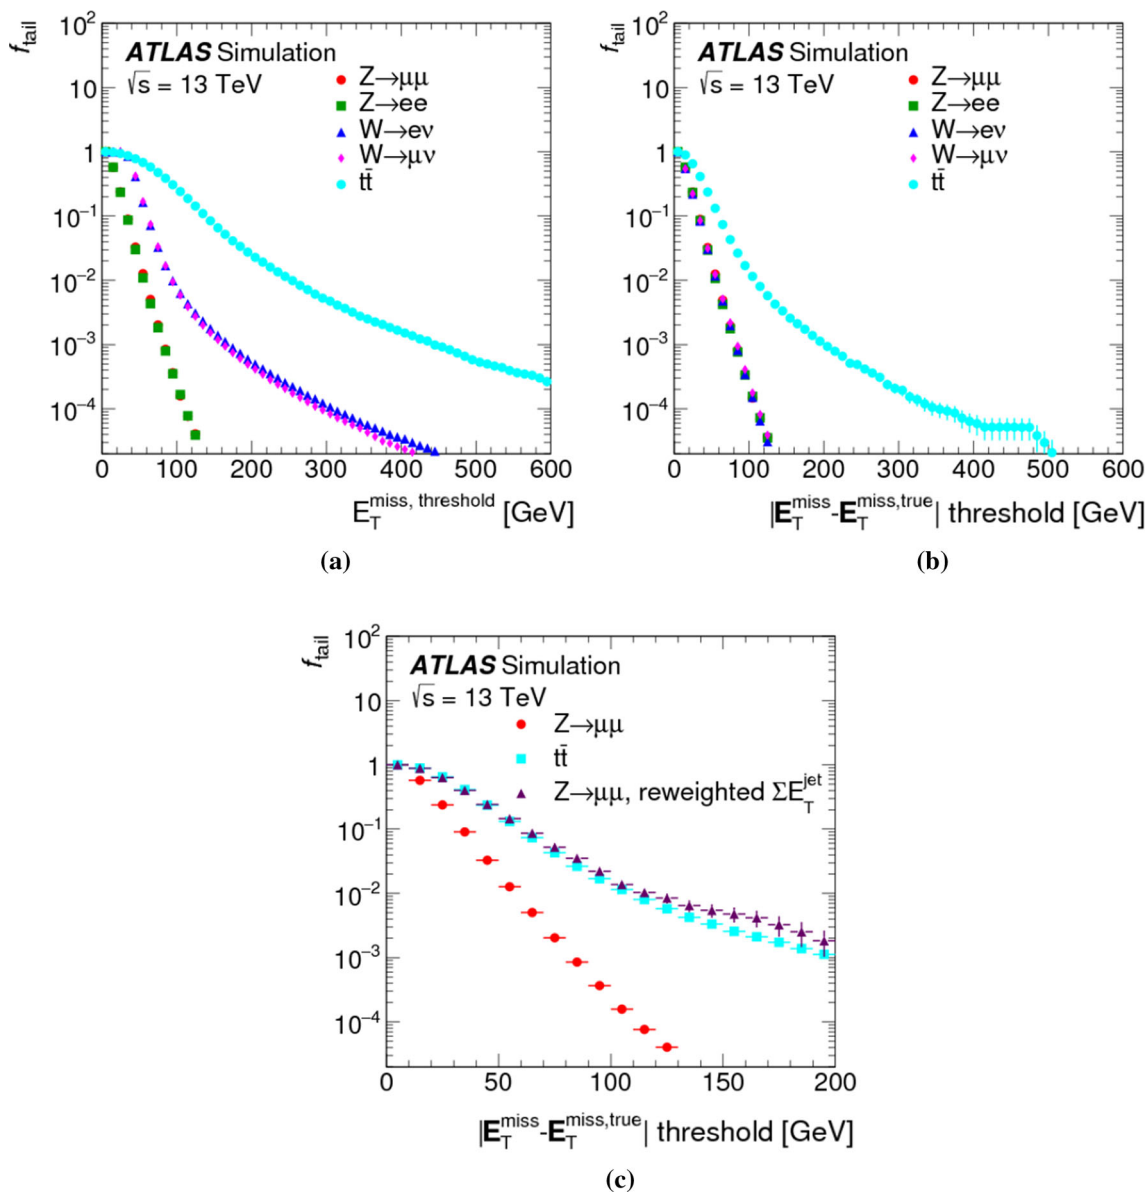 f_tail
10²
10
1
10⁻¹
10⁻²
10⁻³
10⁻⁴
ATLAS Simulation
√s = 13 TeV
Z→μμ
Z→ee
W→eν
W→μν
tt̄
0 100 200 300 400 500 600
E_T^miss, threshold [GeV]
(a)
f_tail
10²
10
1
10⁻¹
10⁻²
10⁻³
10⁻⁴
ATLAS Simulation
√s = 13 TeV
Z→μμ
Z→ee
W→eν
W→μν
tt̄
0 100 200 300 400 500 600
|E_T^miss-E_T^miss,true| threshold [GeV]
(b)
f_tail
10²
10
1
10⁻¹
10⁻²
10⁻³
10⁻⁴
ATLAS Simulation
√s = 13 TeV
Z→μμ
tt̄
Z→μμ, reweighted ΣE_T^jet
0 50 100 150 200
|E_T^miss-E_T^miss,true| threshold [GeV]
(c)